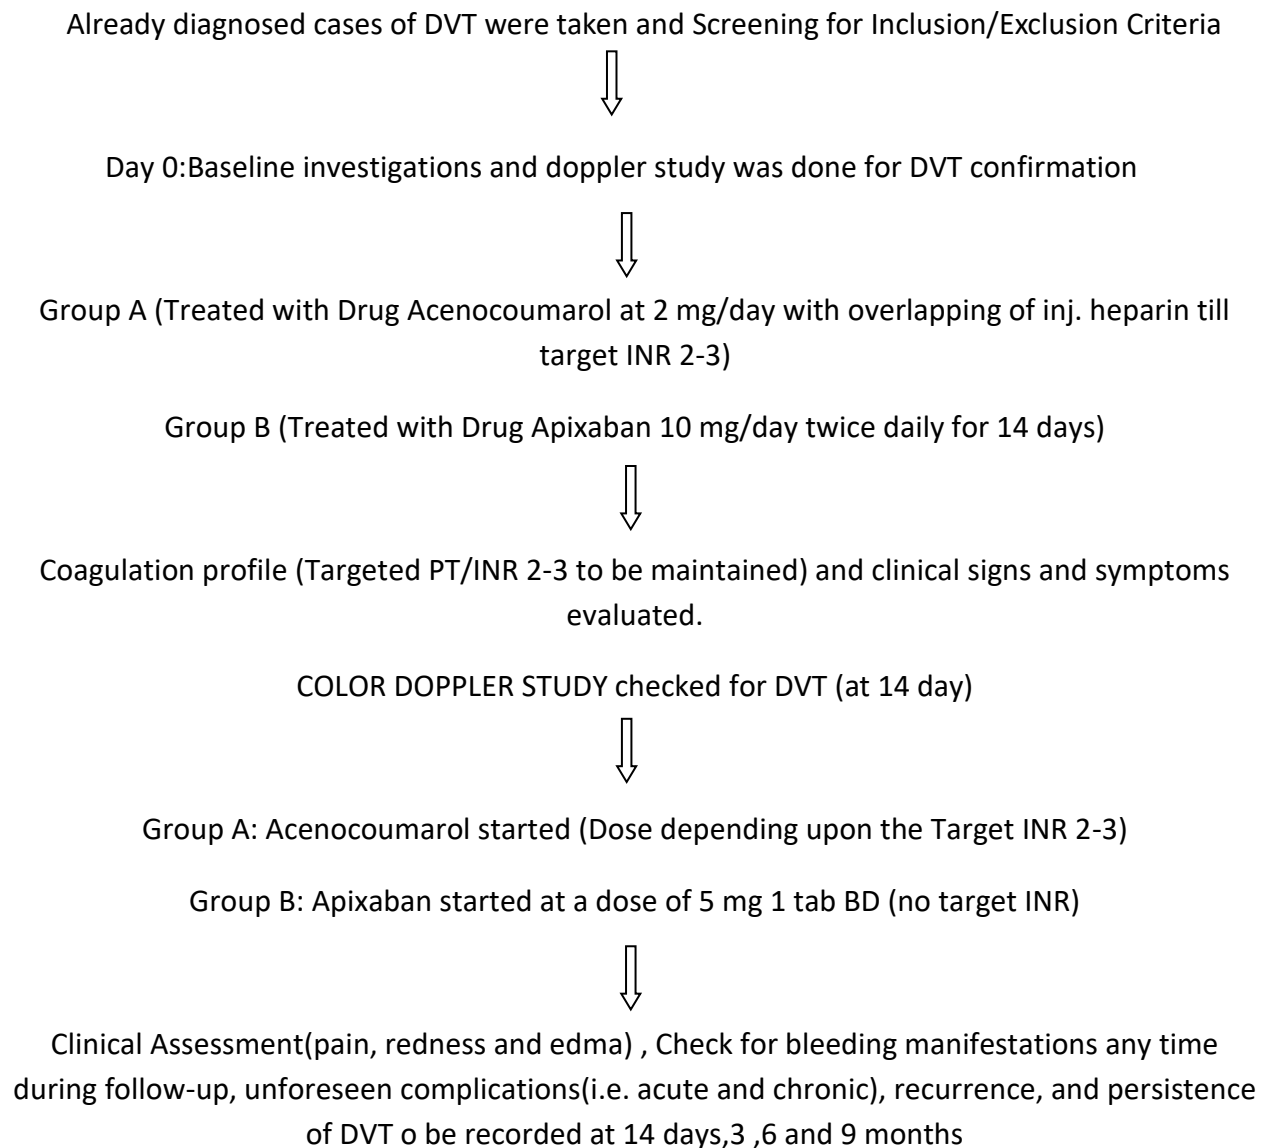 Already diagnosed cases of DVT were taken and Screening for Inclusion/Exclusion Criteria
Day 0:Baseline investigations and doppler study was done for DVT confirmation
Group A (Treated with Drug Acenocoumarol at 2 mg/day with overlapping of inj. heparin till
target INR 2-3)
Group B (Treated with Drug Apixaban 10 mg/day twice daily for 14 days)
Coagulation profile (Targeted PT/INR 2-3 to be maintained) and clinical signs and symptoms
evaluated.
COLOR DOPPLER STUDY checked for DVT (at 14 day)
Group A: Acenocoumarol started (Dose depending upon the Target INR 2-3)
Group B: Apixaban started at a dose of 5 mg 1 tab BD (no target INR)
Clinical Assessment(pain, redness and edma) , Check for bleeding manifestations any time
during follow-up, unforeseen complications(i.e. acute and chronic), recurrence, and persistence
of DVT o be recorded at 14 days,3 ,6 and 9 months